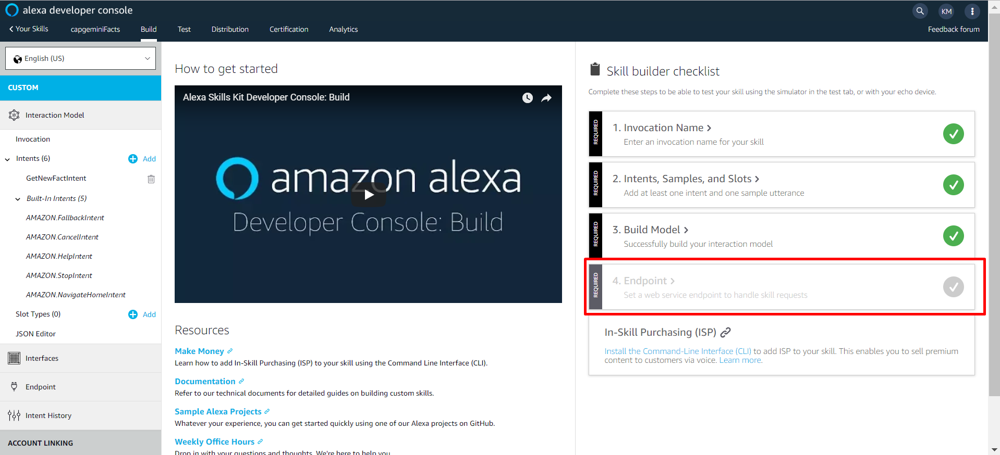 alexa developer console
KM
Your Skills
capgeminiFacts
Build
Test
Distribution
Certification
Analytics
Feedback forum
English (US)
CUSTOM
Interaction Model
Invocation
Intents (6)
Add
GetNewFactIntent
Built-In Intents (5)
AMAZON.FallbackIntent
AMAZON.CancelIntent
AMAZON.HelpIntent
AMAZON.StopIntent
AMAZON.NavigateHomeIntent
Slot Types (0)
Add
JSON Editor
Interfaces
Endpoint
Intent History
ACCOUNT LINKING
How to get started
Alexa Skills Kit Developer Console: Build
amazon alexa
Developer Console: Build
Resources
Make Money
Learn how to add In-Skill Purchasing (ISP) to your skill using the Command Line Interface (CLI).
Documentation
Refer to our technical documents for detailed guides on building custom skills.
Sample Alexa Projects
Whatever your experience, you can get started quickly using one of our Alexa projects on GitHub.
Weekly Office Hours
Drop in with your questions and thoughts. We're here to help you
Skill builder checklist
Complete these steps to be able to test your skill using the simulator in the test tab, or with your echo device.
REQUIRED
1. Invocation Name
Enter an invocation name for your skill
REQUIRED
2. Intents, Samples, and Slots
Add at least one intent and one sample utterance
REQUIRED
3. Build Model
Successfully build your interaction model
REQUIRED
4. Endpoint
Set a web service endpoint to handle skill requests
In-Skill Purchasing (ISP)
Install the Command-Line Interface (CLI) to add ISP to your skill. This enables you to sell premium
content to customers via voice. Learn more.